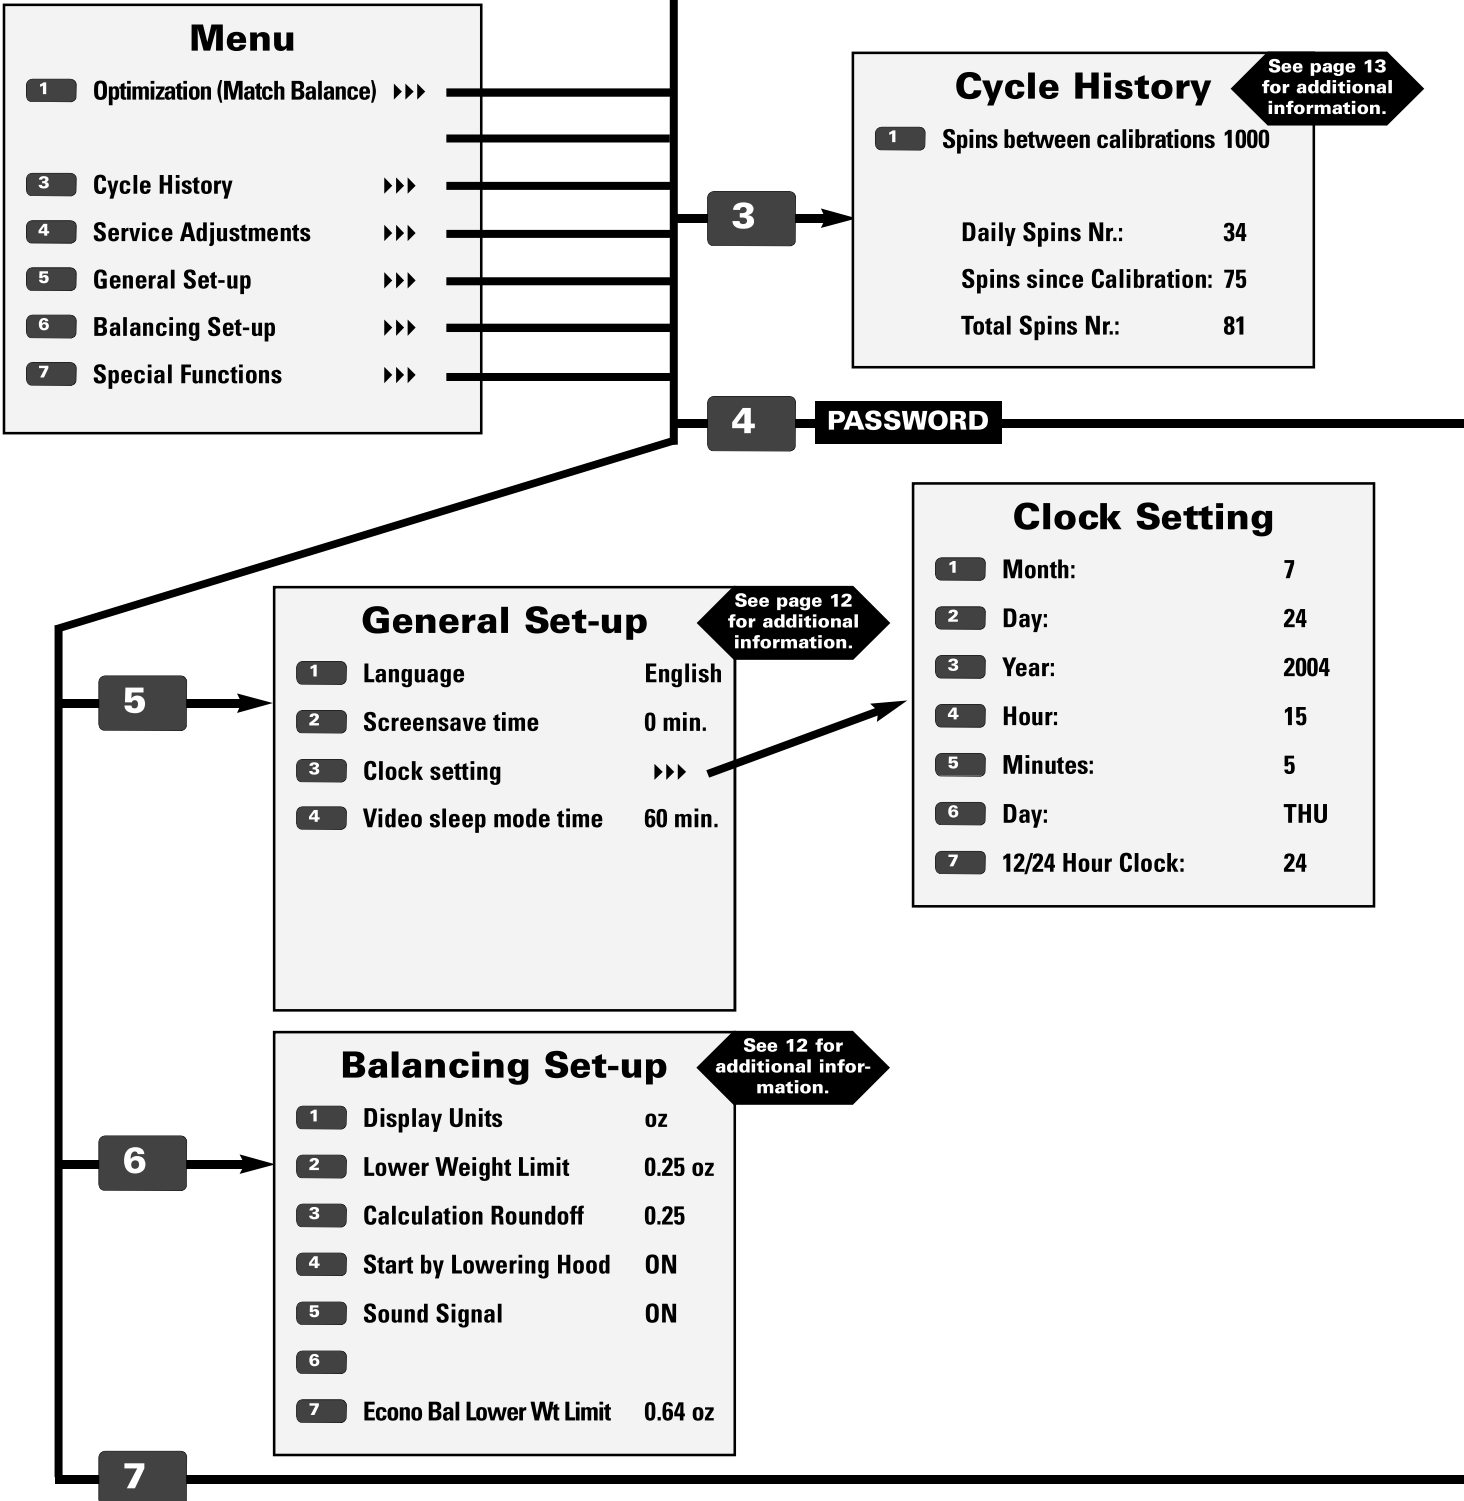 Menu
1 Optimization (Match Balance)
3 Cycle History
4 Service Adjustments
5 General Set-up
6 Balancing Set-up
7 Special Functions
Cycle History
See page 13
for additional
information.
1 Spins between calibrations 1000
Daily Spins Nr.: 34
Spins since Calibration: 75
Total Spins Nr.: 81
3
4 PASSWORD
Clock Setting
1 Month: 7
2 Day: 24
3 Year: 2004
4 Hour: 15
5 Minutes: 5
6 Day: THU
7 12/24 Hour Clock: 24
5
General Set-up
See page 12
for additional
information.
1 Language English
2 Screensave time 0 min.
3 Clock setting
4 Video sleep mode time 60 min.
6
Balancing Set-up
See 12 for
additional infor-
mation.
1 Display Units oz
2 Lower Weight Limit 0.25 oz
3 Calculation Roundoff 0.25
4 Start by Lowering Hood ON
5 Sound Signal ON
6
7 Econo Bal Lower Wt Limit 0.64 oz
7